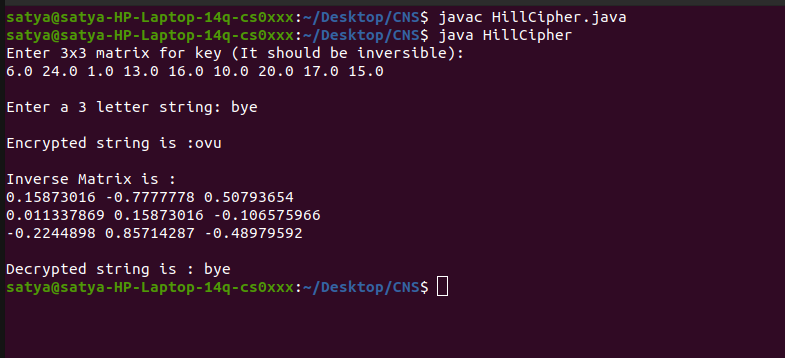 satya@satya-HP-Laptop-14q-cs0xxx:~/Desktop/CNS$ javac HillCipher.java
satya@satya-HP-Laptop-14q-cs0xxx:~/Desktop/CNS$ java HillCipher
Enter 3x3 matrix for key (It should be inversible):
6.0 24.0 1.0 13.0 16.0 10.0 20.0 17.0 15.0
Enter a 3 letter string: bye
Encrypted string is :ovu
Inverse Matrix is :
0.15873016 -0.7777778 0.50793654
0.011337869 0.15873016 -0.106575966
-0.2244898 0.85714287 -0.48979592
Decrypted string is : bye
satya@satya-HP-Laptop-14q-cs0xxx:~/Desktop/CNS$